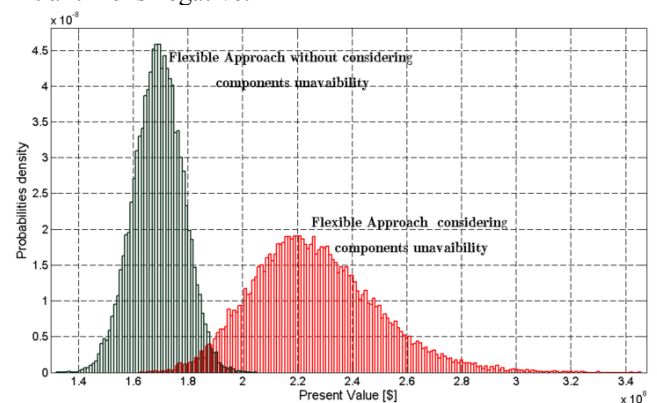 x 10⁻⁸
Flexible Approach without considering
components unavaibility
Flexible Approach considering
components unavaibility
Probabilities density
4.5
4
3.5
3
2.5
2
1.5
1
0.5
0
1.4 1.6 1.8 2 2.2 2.4 2.6 2.8 3 3.2 3.4
Present Value [$]
x 10⁸